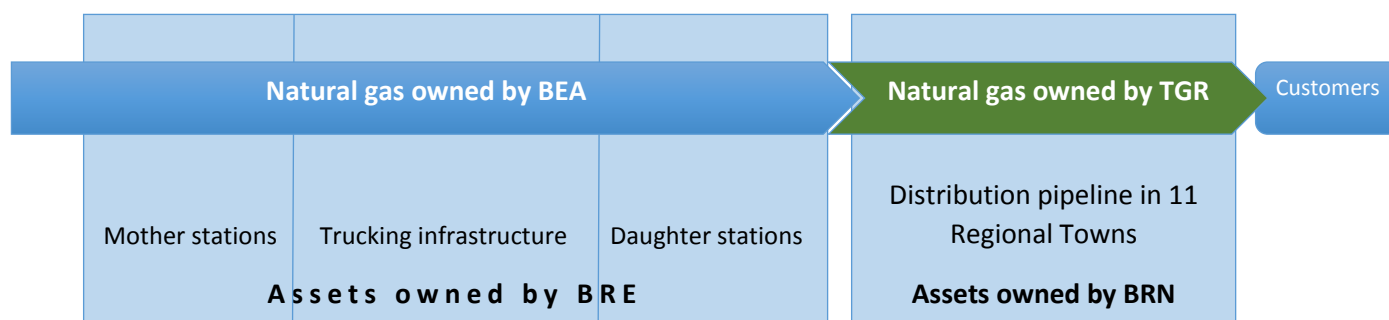 Natural gas owned by BEA
Natural gas owned by TGR
Customers
Mother stations
Trucking infrastructure
Daughter stations
Distribution pipeline in 11
Regional Towns
Assets owned by BRE
Assets owned by BRN